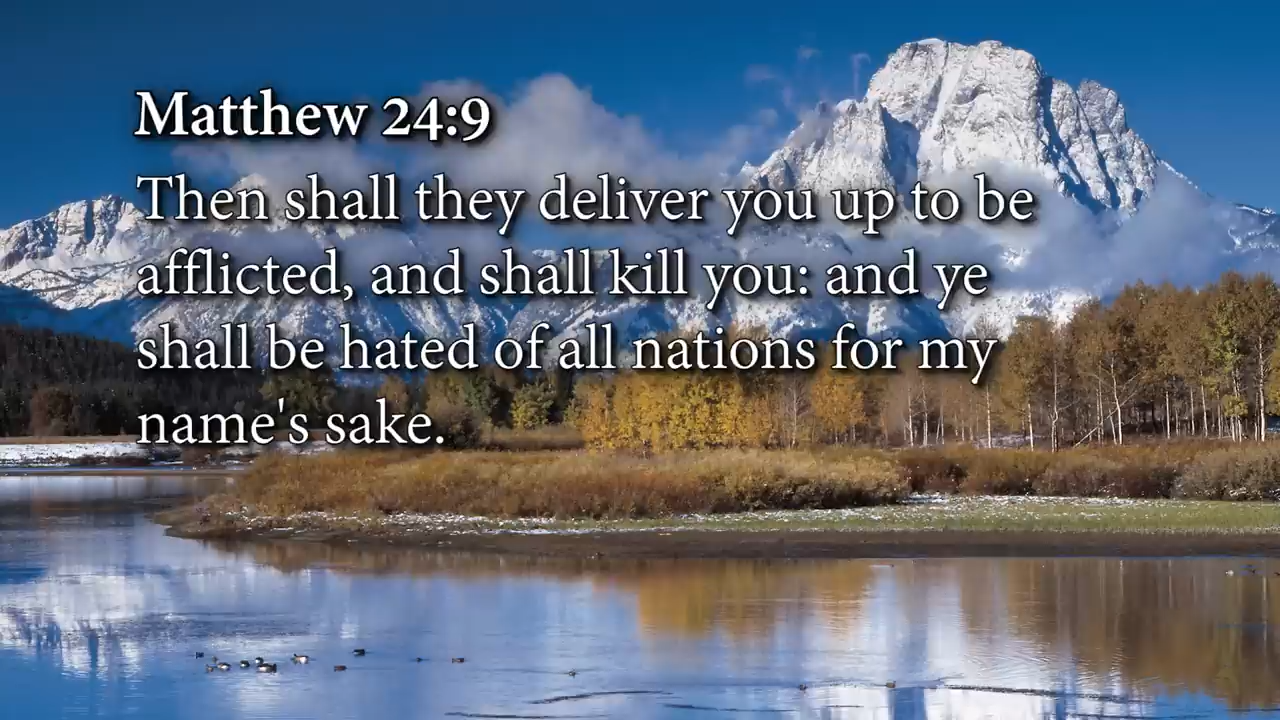 Matthew 24:9
Then shall they deliver you up to be
afflicted, and shall kill you: and ye
shall be hated of all nations for my
name's sake.